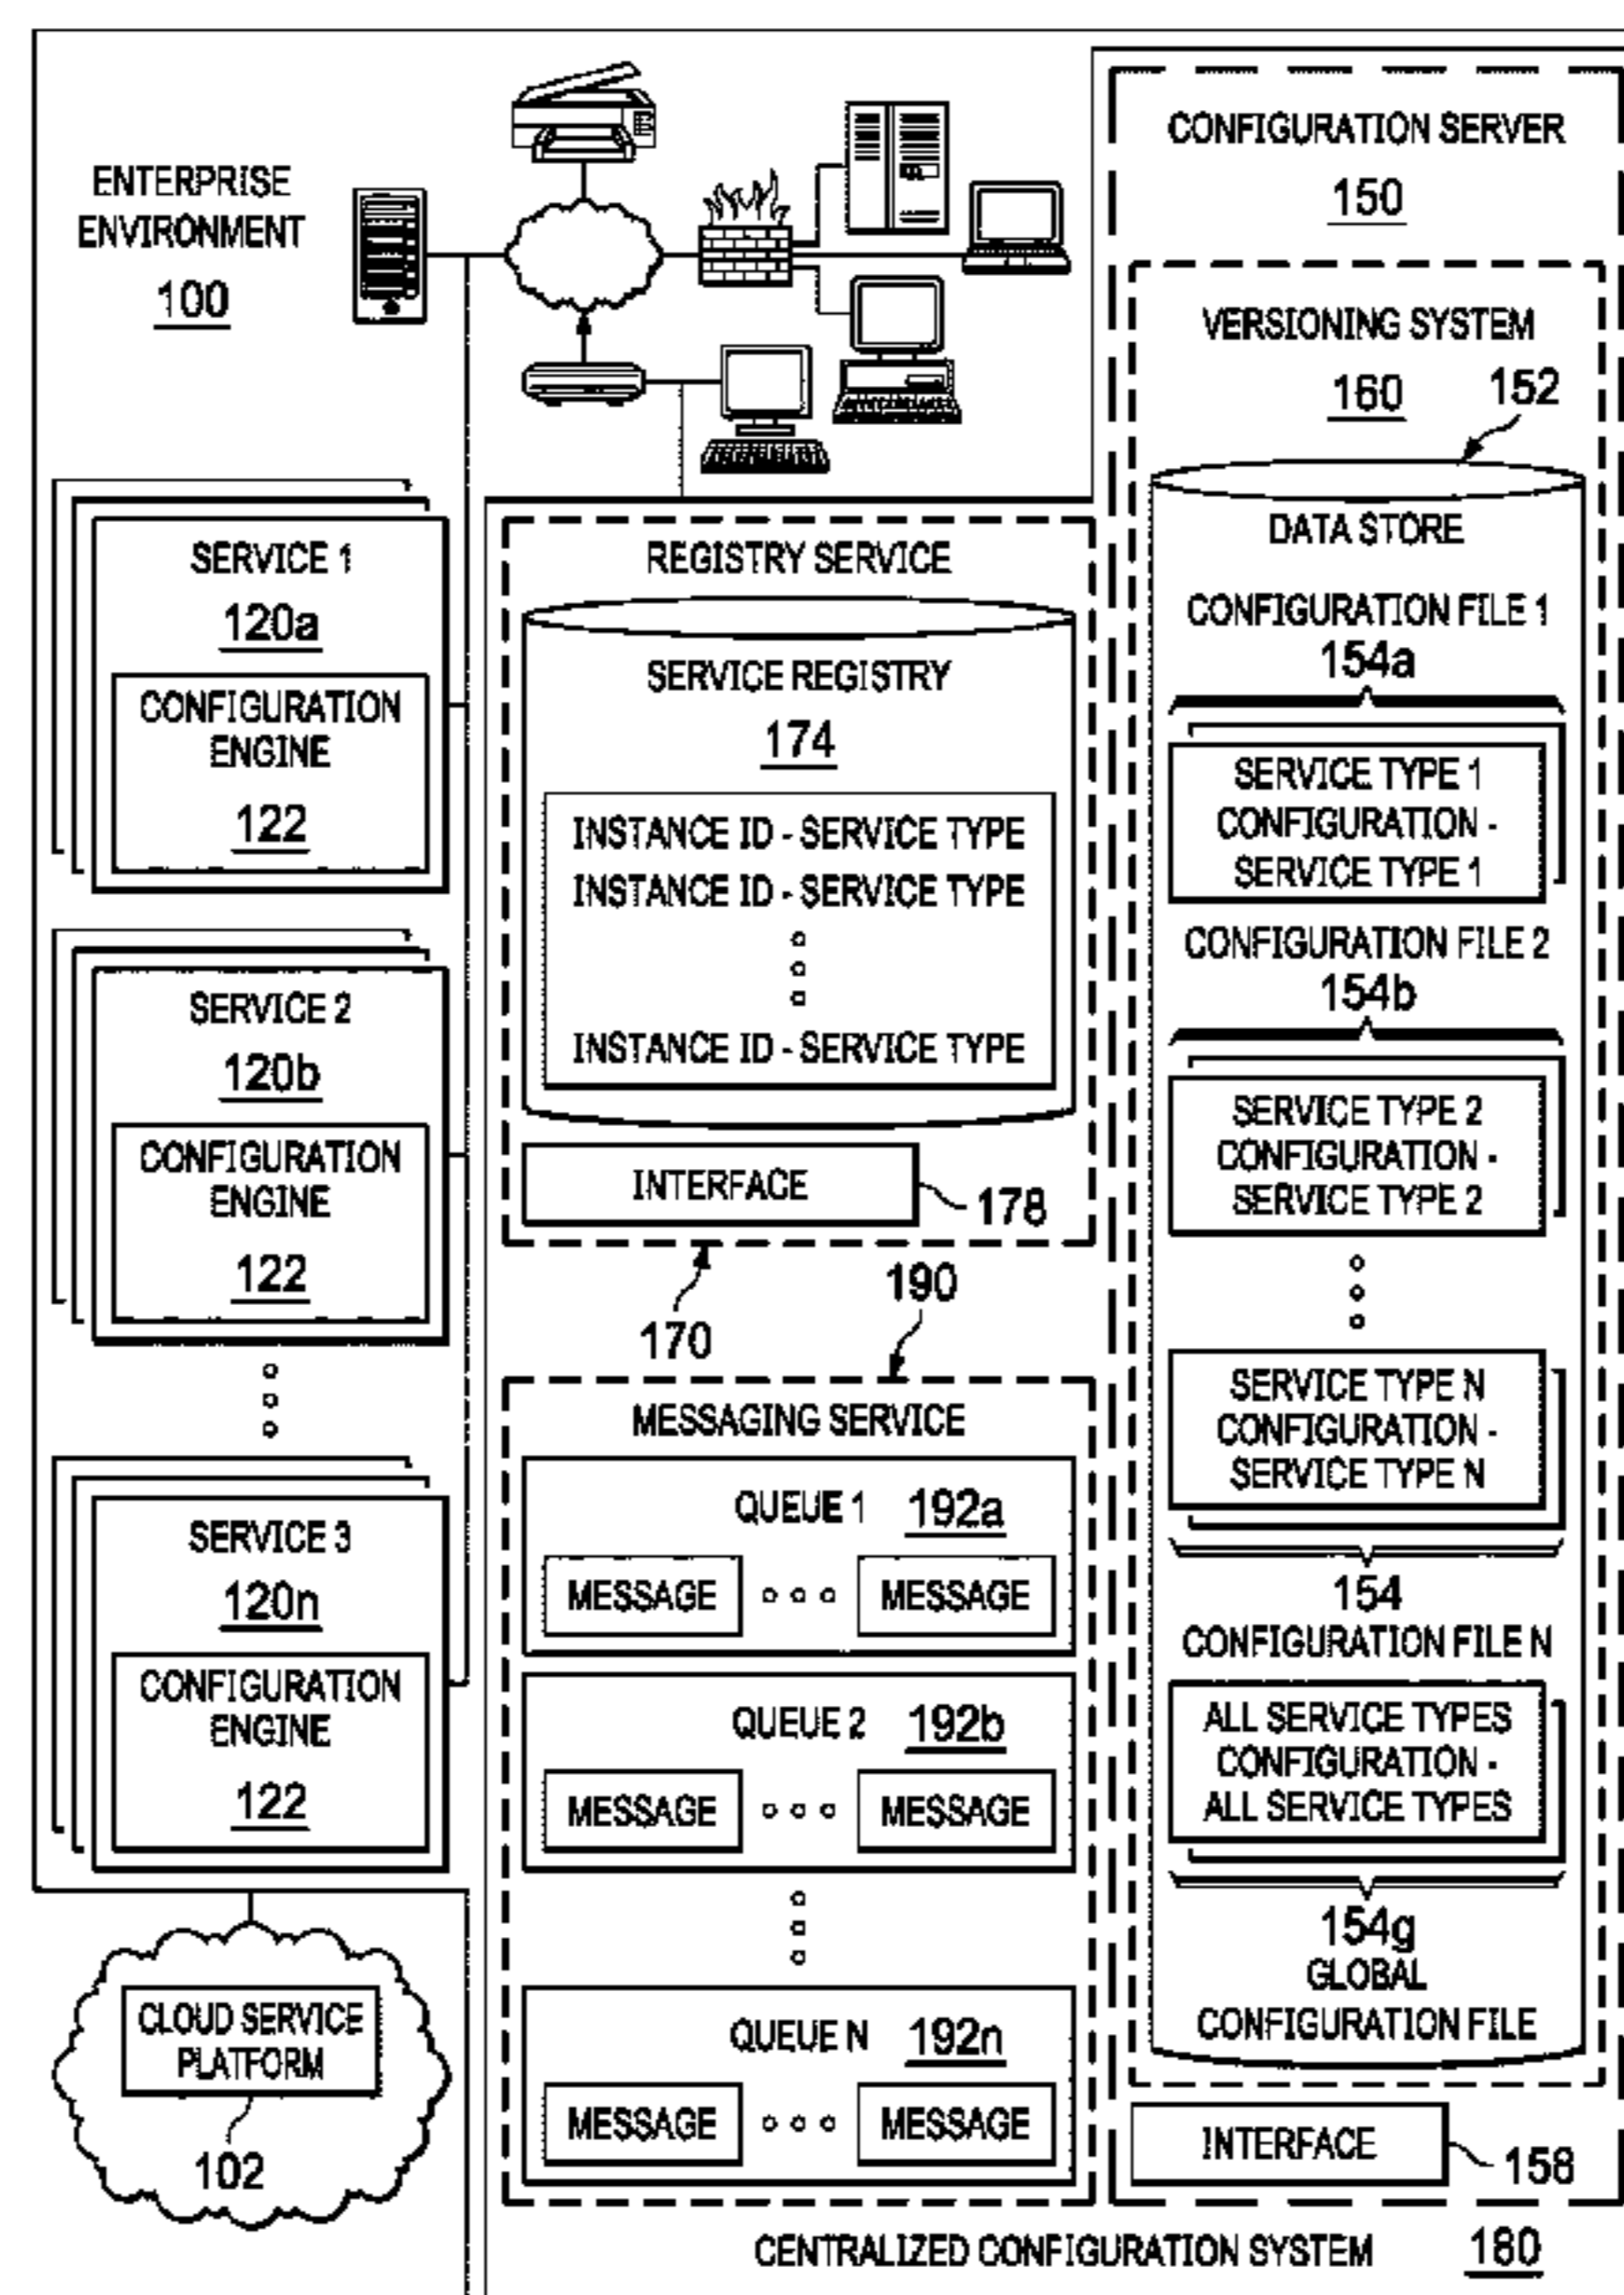 ENTERPRISE
ENVIRONMENT
100
SERVICE 1
120a
CONFIGURATION
ENGINE
122
SERVICE 2
120b
CONFIGURATION
ENGINE
122
SERVICE 3
120n
CONFIGURATION
ENGINE
122
CLOUD SERVICE
PLATFORM
102
REGISTRY SERVICE
SERVICE REGISTRY
174
INSTANCE ID - SERVICE TYPE
INSTANCE ID - SERVICE TYPE
INSTANCE ID - SERVICE TYPE
INTERFACE
178
170
190
MESSAGING SERVICE
QUEUE 1 192a
MESSAGE MESSAGE
QUEUE 2 192b
MESSAGE MESSAGE
QUEUE N 192n
MESSAGE MESSAGE
CONFIGURATION SERVER
150
VERSIONING SYSTEM
160
152
DATA STORE
CONFIGURATION FILE 1
154a
SERVICE TYPE 1
CONFIGURATION -
SERVICE TYPE 1
CONFIGURATION FILE 2
154b
SERVICE TYPE 2
CONFIGURATION -
SERVICE TYPE 2
SERVICE TYPE N
CONFIGURATION -
SERVICE TYPE N
154
CONFIGURATION FILE N
ALL SERVICE TYPES
CONFIGURATION -
ALL SERVICE TYPES
154g
GLOBAL
CONFIGURATION FILE
INTERFACE
158
CENTRALIZED CONFIGURATION SYSTEM 180